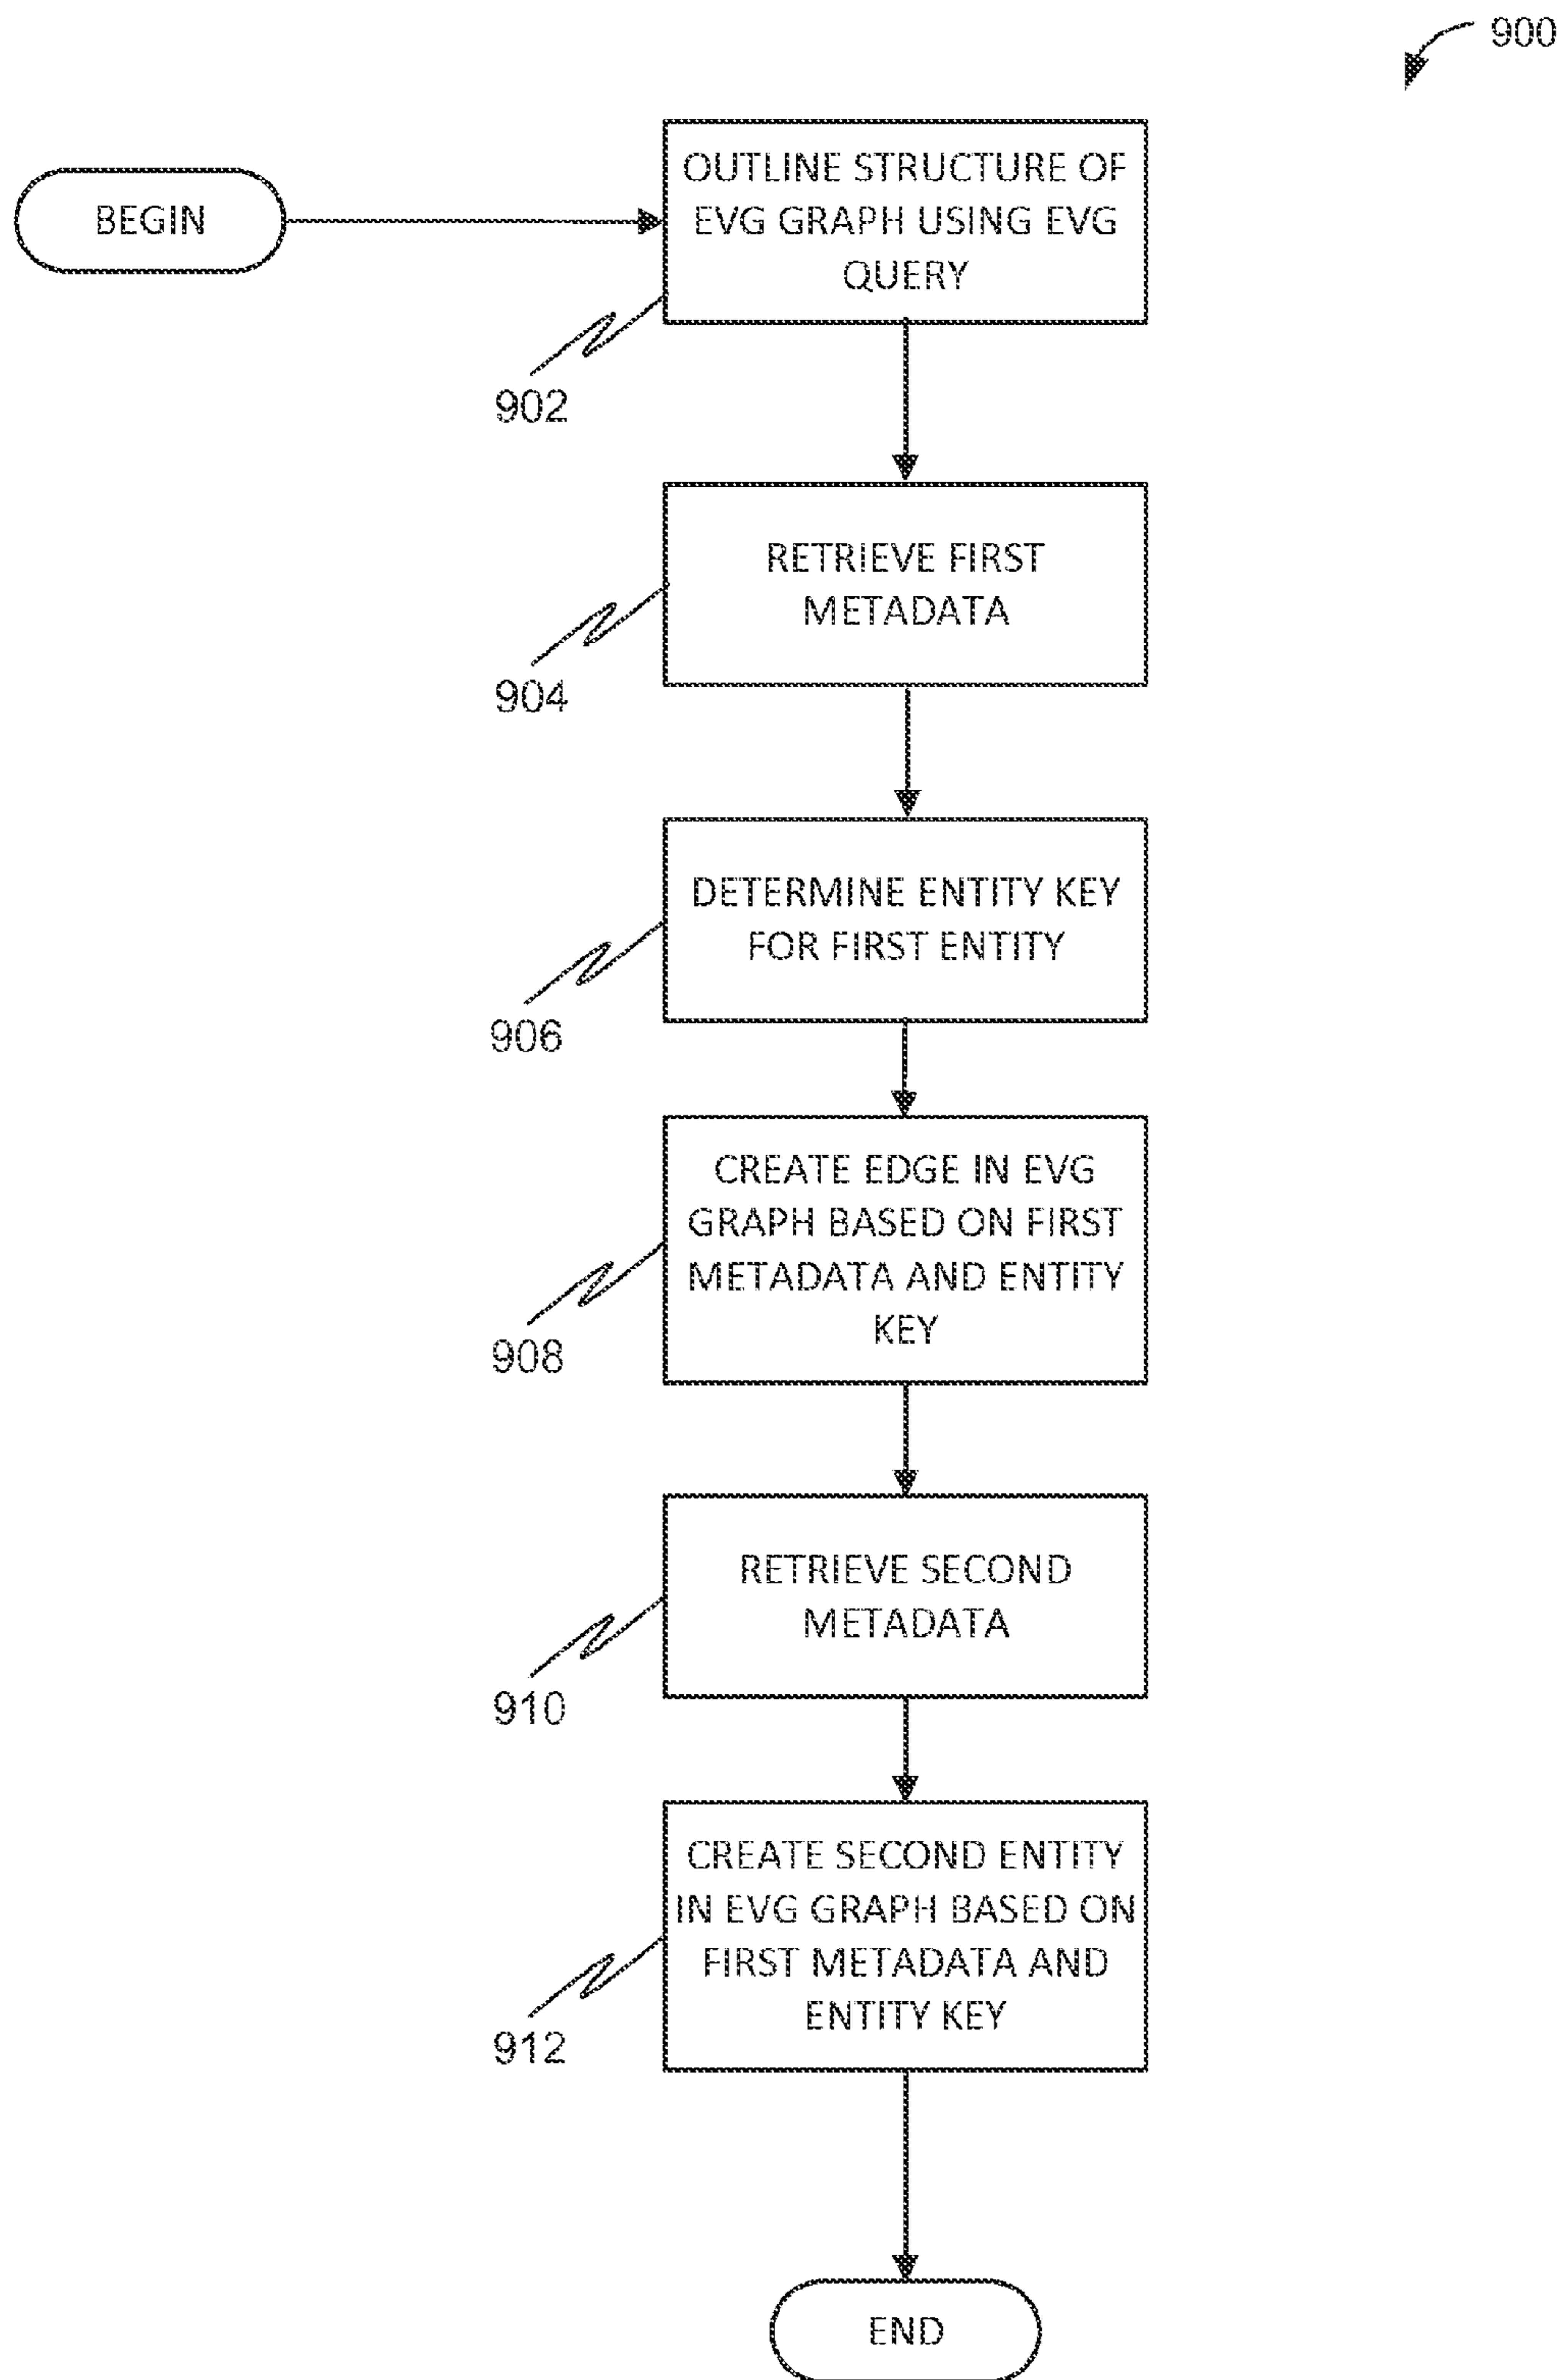 900
BEGIN
OUTLINE STRUCTURE OF
EVG GRAPH USING EVG
QUERY
902
RETRIEVE FIRST
METADATA
904
DETERMINE ENTITY KEY
FOR FIRST ENTITY
906
CREATE EDGE IN EVG
GRAPH BASED ON FIRST
METADATA AND ENTITY
KEY
908
RETRIEVE SECOND
METADATA
910
CREATE SECOND ENTITY
IN EVG GRAPH BASED ON
FIRST METADATA AND
ENTITY KEY
912
END